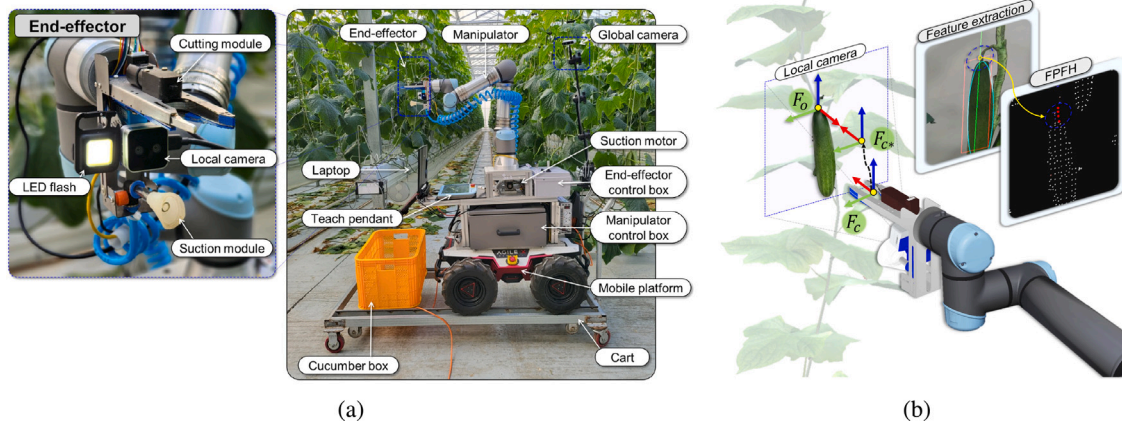 End-effector
Cutting module
Local camera
LED flash
Suction module
End-effector
Manipulator
Global camera
Laptop
Suction motor
End-effector
control box
Teach pendant
Manipulator
control box
AGILE
Mobile platform
Cart
Cucumber box
(a)
Feature extraction
Local camera
FPFH
Fo
Fc*
Fc
(b)